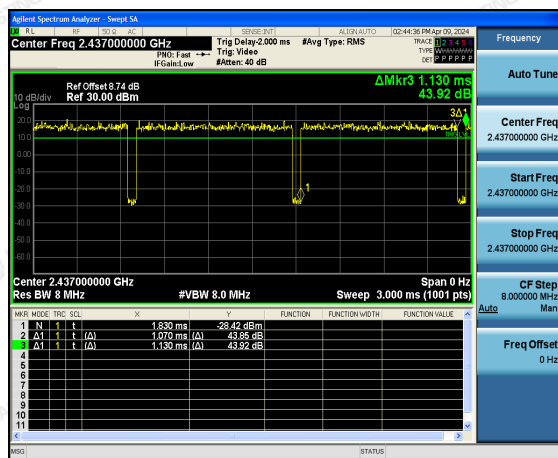 Agilent Spectrum Analyzer - Swept SA
RL RF 50 Ω AC SENSE:INT ALIGN AUTO 02:44:36 PM Apr 09, 2024
Center Freq 2.437000000 GHz
PNO: Fast
IFGain:Low
Trig Delay-2.000 ms
Trig: Video
#Atten: 40 dB
#Avg Type: RMS
TRACE 1 2 3 4 5 6
TYPE
DET P P P P P P
Frequency
Auto Tune
Center Freq
2.437000000 GHz
Start Freq
2.437000000 GHz
Stop Freq
2.437000000 GHz
CF Step
8.000000 MHz
Auto Man
Freq Offset
0 Hz
ΔMkr3 1.130 ms
43.92 dB
Ref Offset 8.74 dB
10 dB/div Ref 30.00 dBm
Log
20.0
10.0
0.00
-10.0
-20.0
-30.0
-40.0
-50.0
-60.0
3Δ1
1
Center 2.437000000 GHz Span 0 Hz
Res BW 8 MHz #VBW 8.0 MHz Sweep 3.000 ms (1001 pts)
MKR MODE TRC SCL X Y FUNCTION FUNCTION WIDTH FUNCTION VALUE
1 N 1 t 1.830 ms -28.42 dBm
2 Δ1 1 t (Δ) 1.070 ms (Δ) 43.85 dB
3 Δ1 1 t (Δ) 1.130 ms (Δ) 43.92 dB
4
5
6
7
8
9
10
11
MSG STATUS